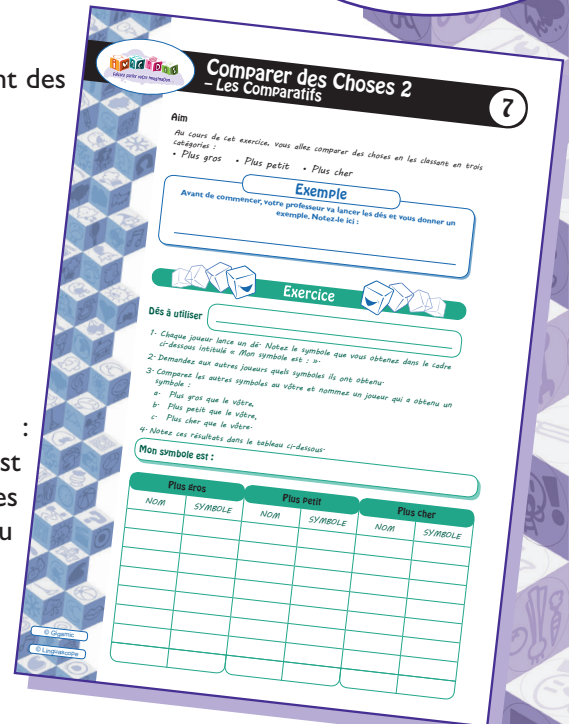 nt des
:
st
es
u
Comparer des Choses 2
– Les Comparatifs
7
Aim
Au cours de cet exercice, vous allez comparer des choses en les classant en trois
catégories :
• Plus gros • Plus petit • Plus cher
Exemple
Avant de commencer, votre professeur va lancer les dés et vous donner un
exemple. Notez-le ici :
Exercice
Dés à utiliser
1. Chaque joueur lance un dé. Notez le symbole que vous obtenez dans le cadre
ci-dessous intitulé « Mon symbole est : ».
2. Demandez aux autres joueurs quels symboles ils ont obtenu.
3. Comparez les autres symboles au vôtre et nommez un joueur qui a obtenu un
symbole :
a. Plus gros que le vôtre,
b. Plus petit que le vôtre,
c. Plus cher que le vôtre.
4. Notez ces résultats dans le tableau ci-dessous.
Mon symbole est :
Plus gros Plus petit Plus cher
NOM SYMBOLE NOM SYMBOLE NOM SYMBOLE
© Gigamic
© Linguascope